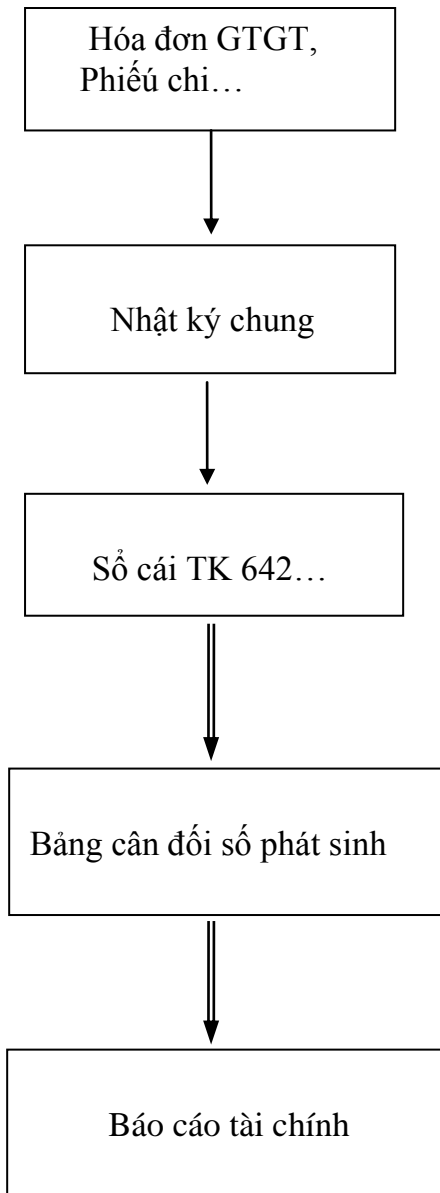 Hóa đơn GTGT,
Phiếú chi…
Nhật ký chung
Sổ cái TK 642…
Bảng cân đối số phát sinh
Báo cáo tài chính